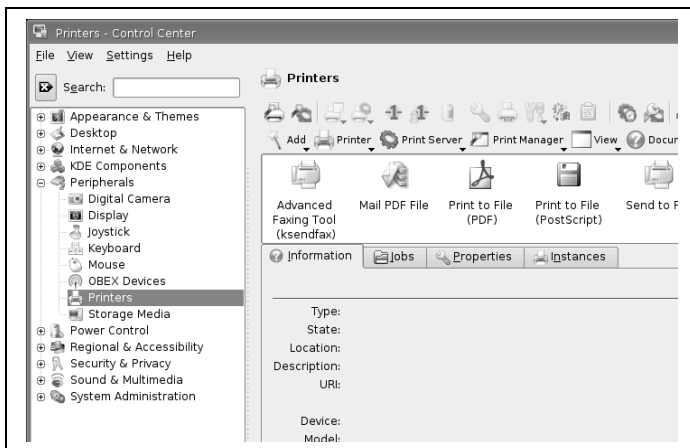 Printers - Control Center
File View Settings Help
Search:
Printers
Add Printer Print Server Print Manager View Docum
Appearance & Themes
Desktop
Internet & Network
KDE Components
Peripherals
Digital Camera
Display
Joystick
Keyboard
Mouse
OBEX Devices
Printers
Storage Media
Power Control
Regional & Accessibility
Security & Privacy
Sound & Multimedia
System Administration
Advanced Faxing Tool (ksendfax)
Mail PDF File
Print to File (PDF)
Print to File (PostScript)
Send to F
Information Jobs Properties Instances
Type:
State:
Location:
Description:
URI:
Device:
Model: